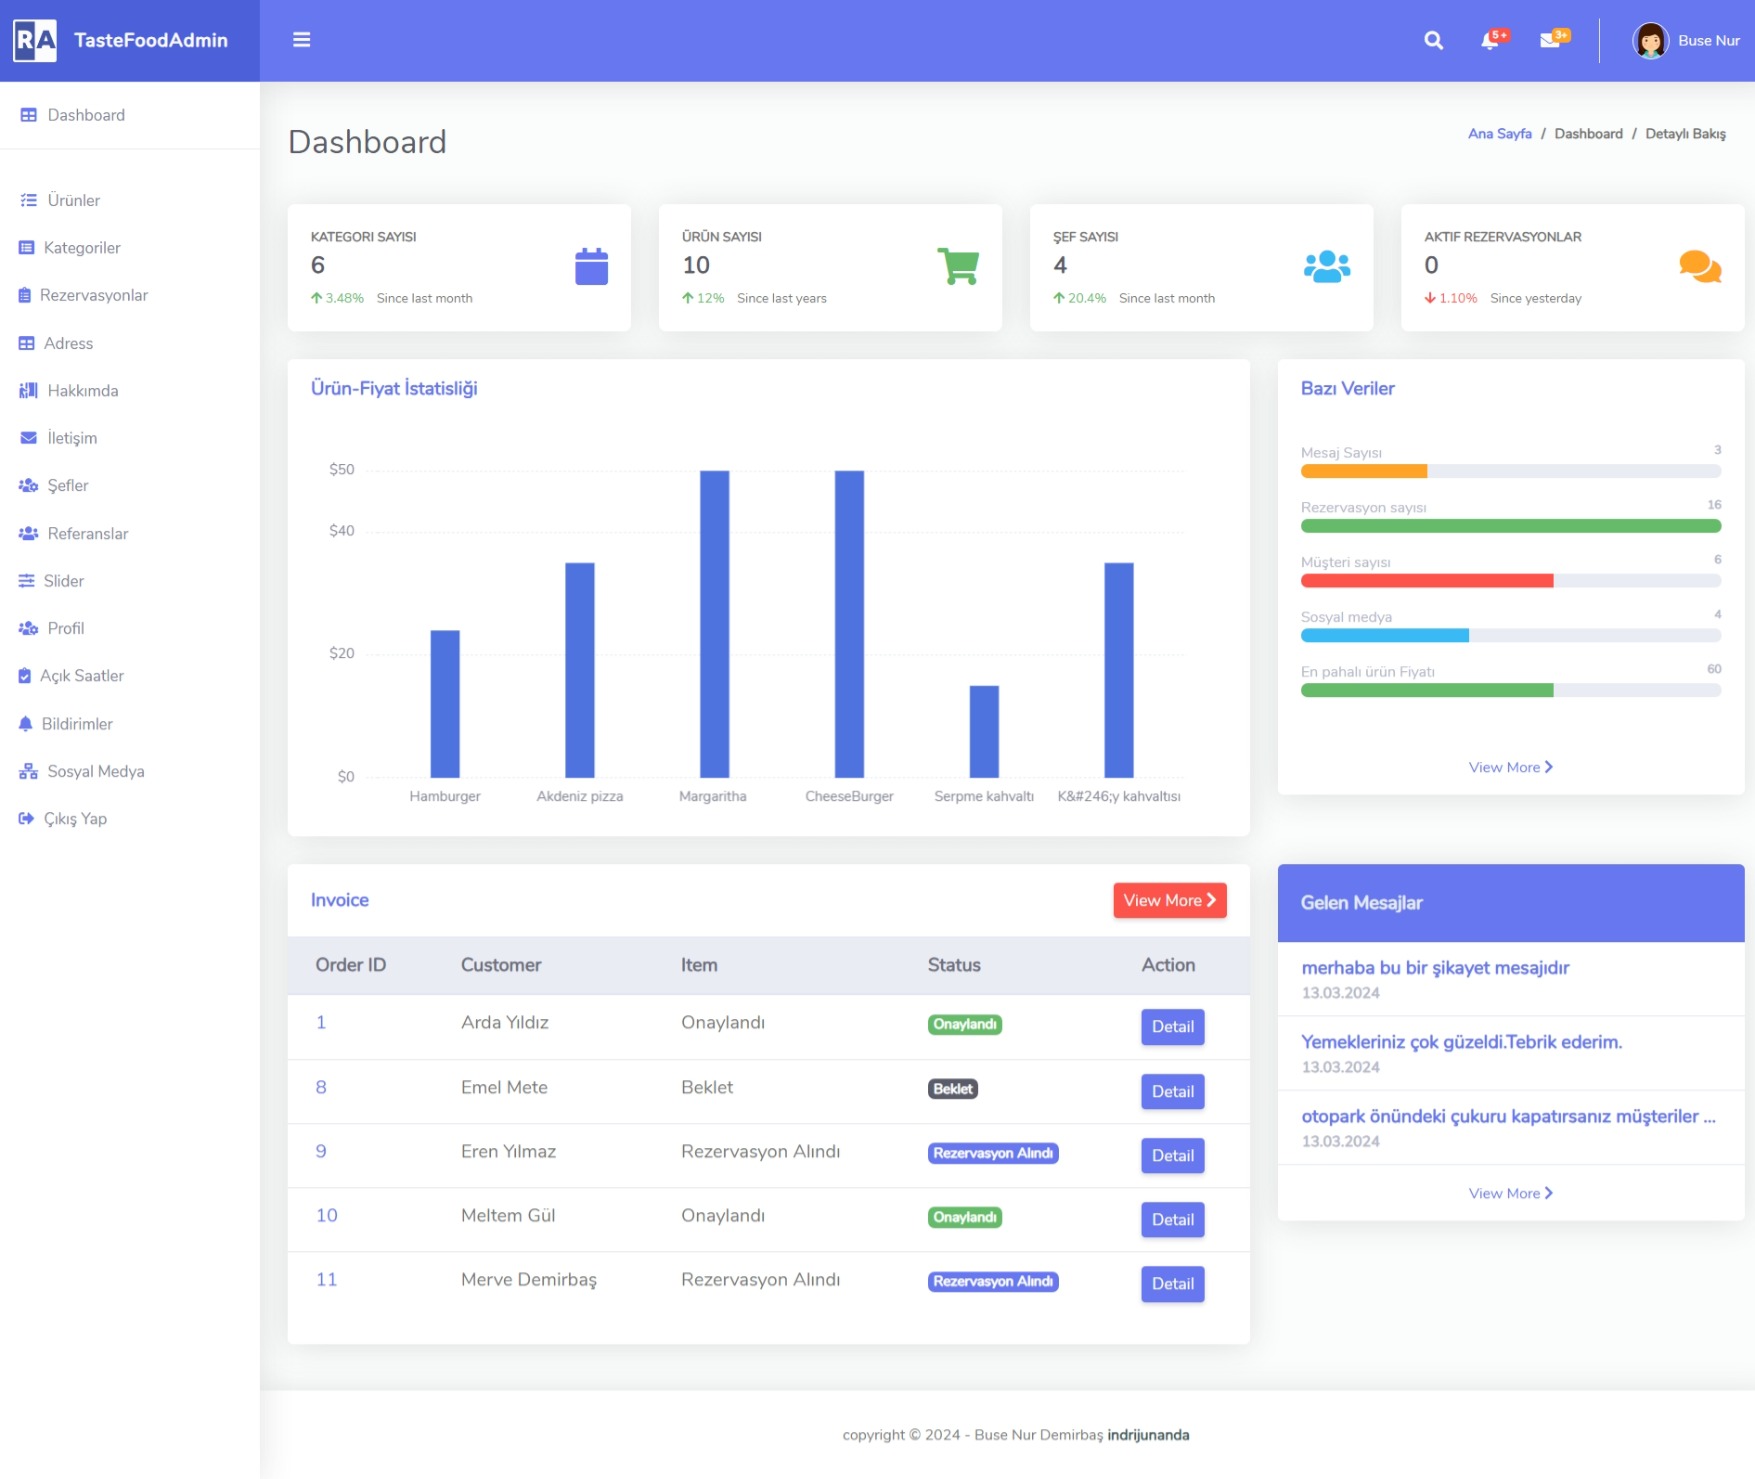 RA TasteFoodAdmin
5+ 3+ Buse Nur
Dashboard
Ürünler
Kategoriler
Rezervasyonlar
Adress
Hakkımda
İletişim
Şefler
Referanslar
Slider
Profil
Açık Saatler
Bildirimler
Sosyal Medya
Çıkış Yap
Dashboard
Ana Sayfa / Dashboard / Detaylı Bakış
KATEGORI SAYISI
6
3.48% Since last month
ÜRÜN SAYISI
10
12% Since last years
ŞEF SAYISI
4
20.4% Since last month
AKTIF REZERVASYONLAR
0
1.10% Since yesterday
Ürün-Fiyat İstatisliği
$50
$40
$20
$0
Hamburger Akdeniz pizza Margaritha CheeseBurger Serpme kahvaltı K&#246;y kahvaltısı
Bazı Veriler
Mesaj Sayısı 3
Rezervasyon sayısı 16
Müşteri sayısı 6
Sosyal medya 4
En pahalı ürün Fiyatı 60
View More
Invoice View More
Order ID Customer Item Status Action
1 Arda Yıldız Onaylandı Onaylandı Detail
8 Emel Mete Beklet Beklet Detail
9 Eren Yılmaz Rezervasyon Alındı Rezervasyon Alındı Detail
10 Meltem Gül Onaylandı Onaylandı Detail
11 Merve Demirbaş Rezervasyon Alındı Rezervasyon Alındı Detail
Gelen Mesajlar
merhaba bu bir şikayet mesajıdır
13.03.2024
Yemekleriniz çok güzeldi.Tebrik ederim.
13.03.2024
otopark önündeki çukuru kapatırsanız müşteriler ...
13.03.2024
View More
copyright © 2024 - Buse Nur Demirbaş indrijunanda